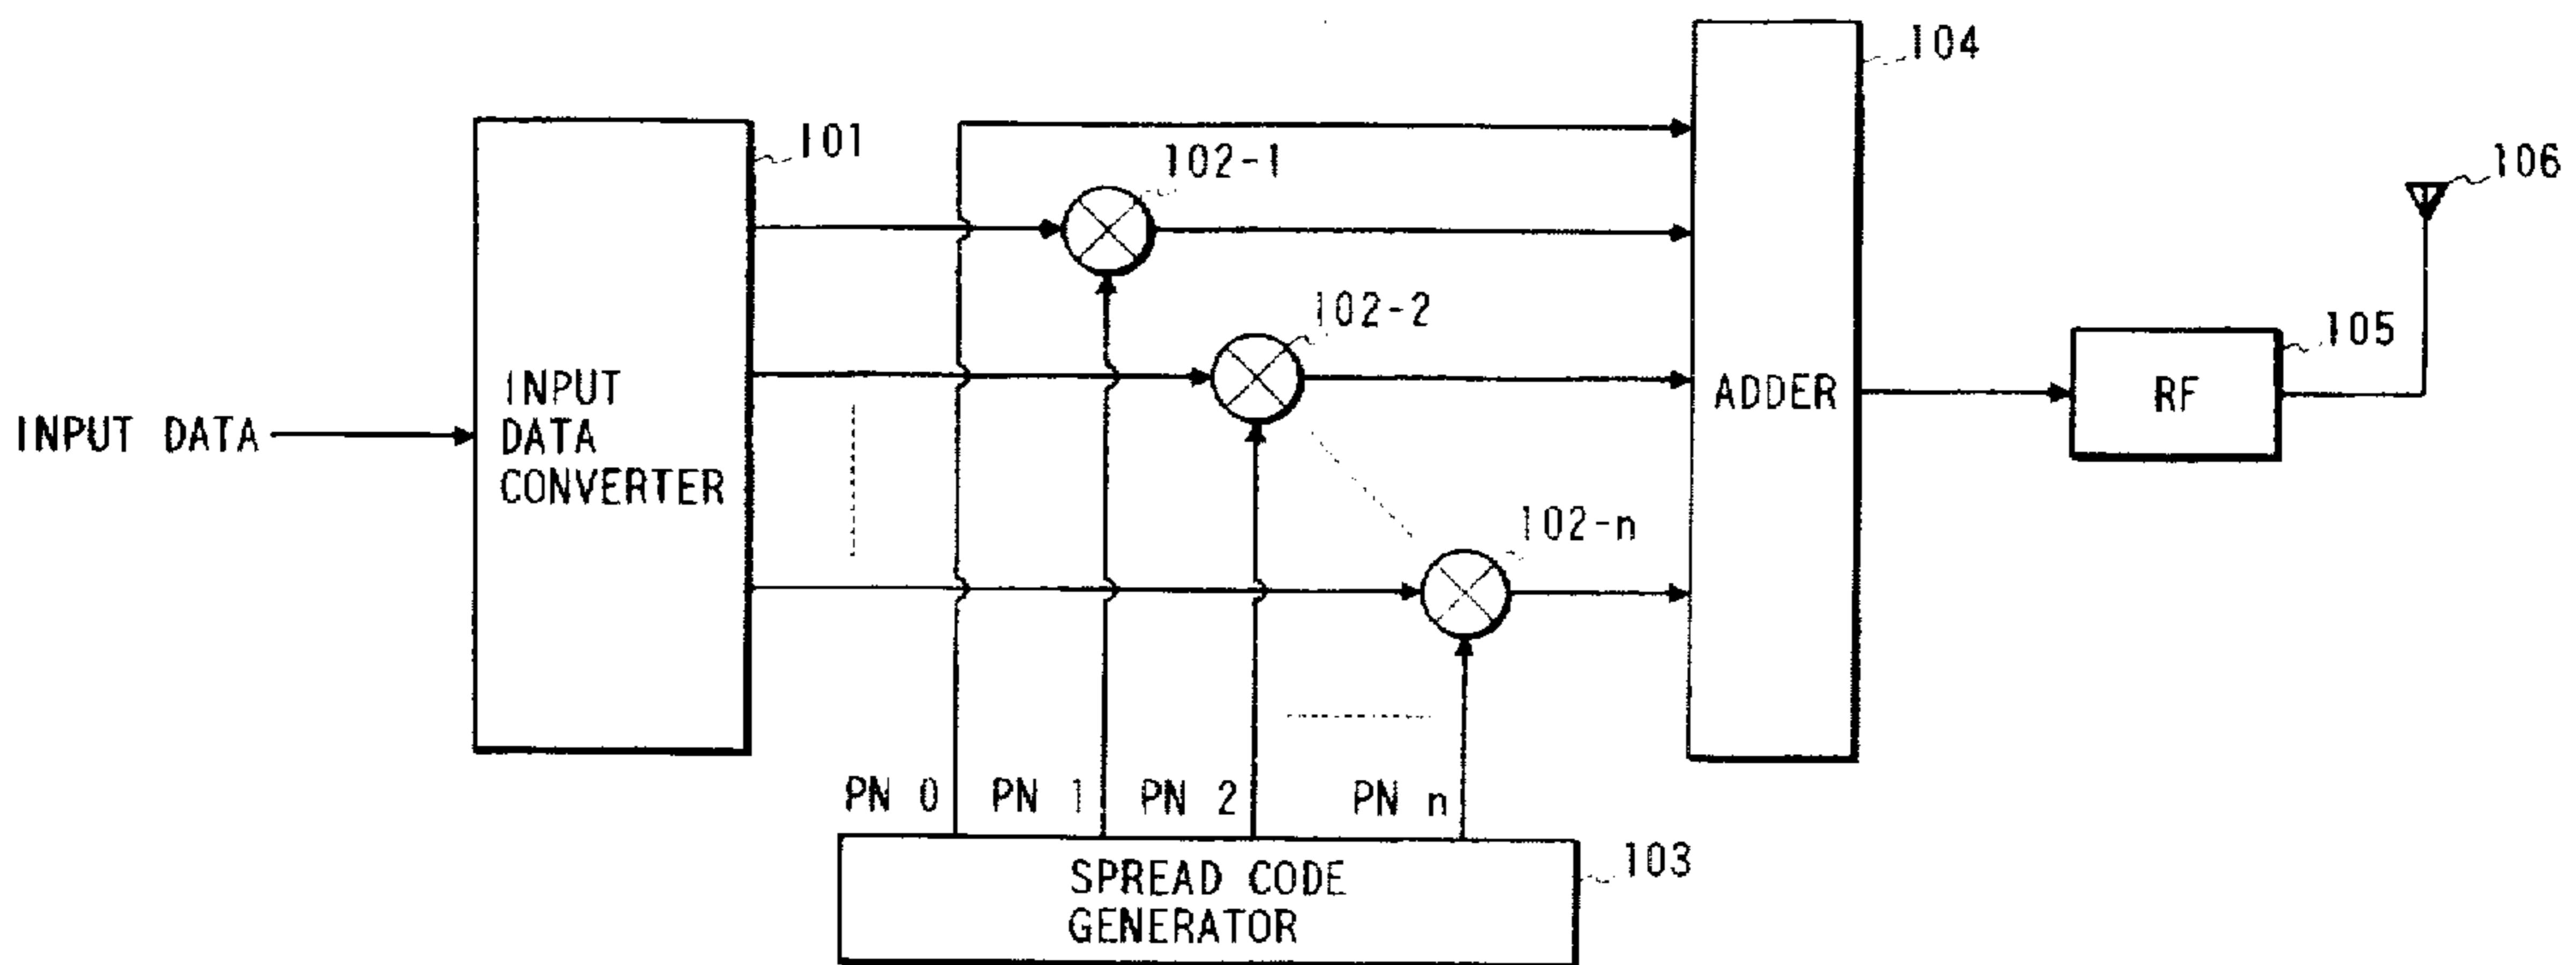 104
101
102-1
106
102-2
105
INPUT
DATA
CONVERTER
ADDER
RF
INPUT DATA
102-n
PN 0
PN 1
PN 2
PN n
103
SPREAD CODE
GENERATOR